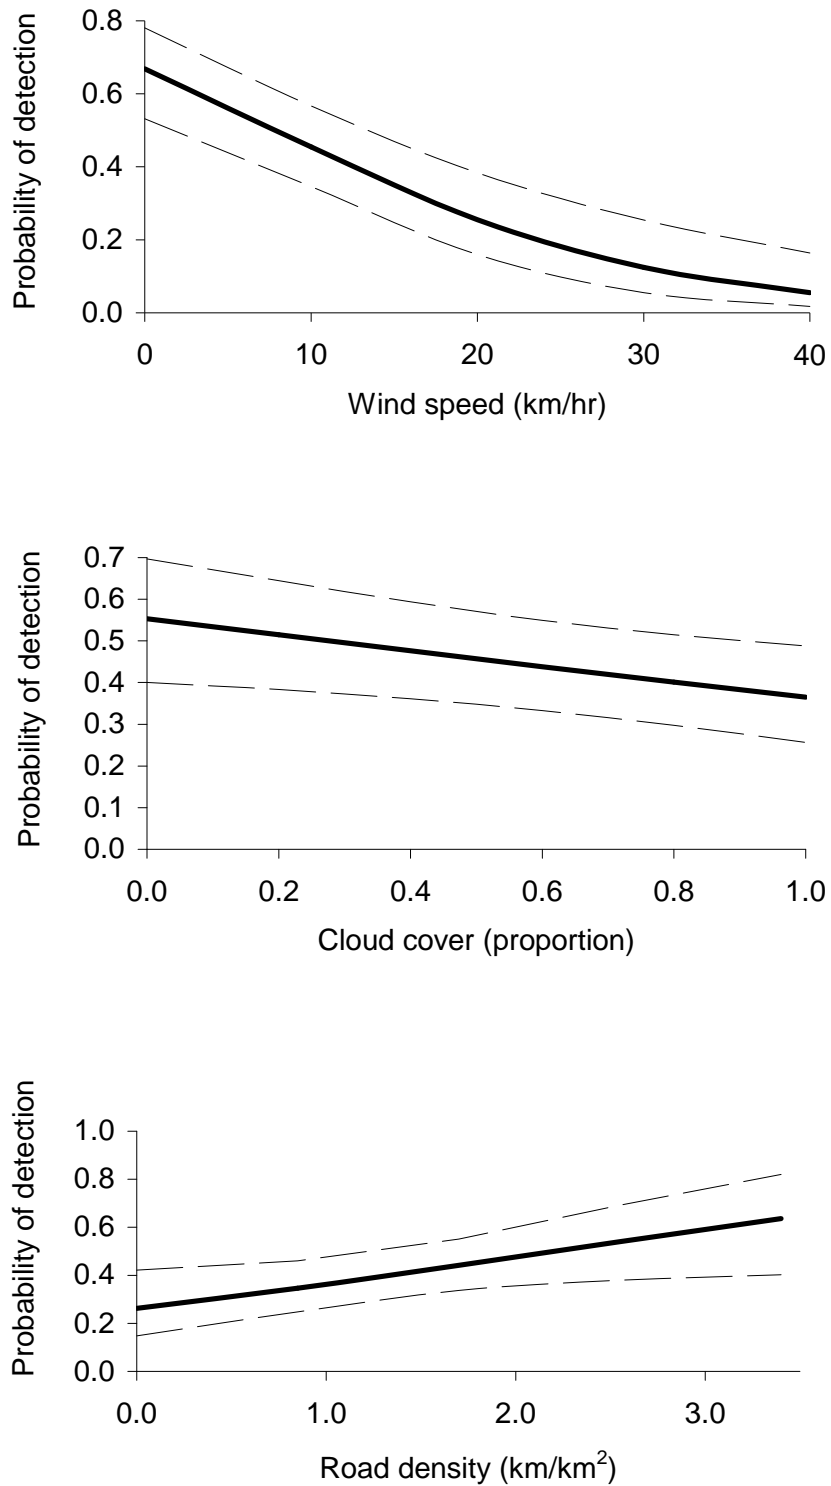 Probability of detection
0.8
0.6
0.4
0.2
0.0
0 10 20 30 40
Wind speed (km/hr)
Probability of detection
0.7
0.6
0.5
0.4
0.3
0.2
0.1
0.0
0.0 0.2 0.4 0.6 0.8 1.0
Cloud cover (proportion)
Probability of detection
1.0
0.8
0.6
0.4
0.2
0.0
0.0 1.0 2.0 3.0
Road density (km/km²)